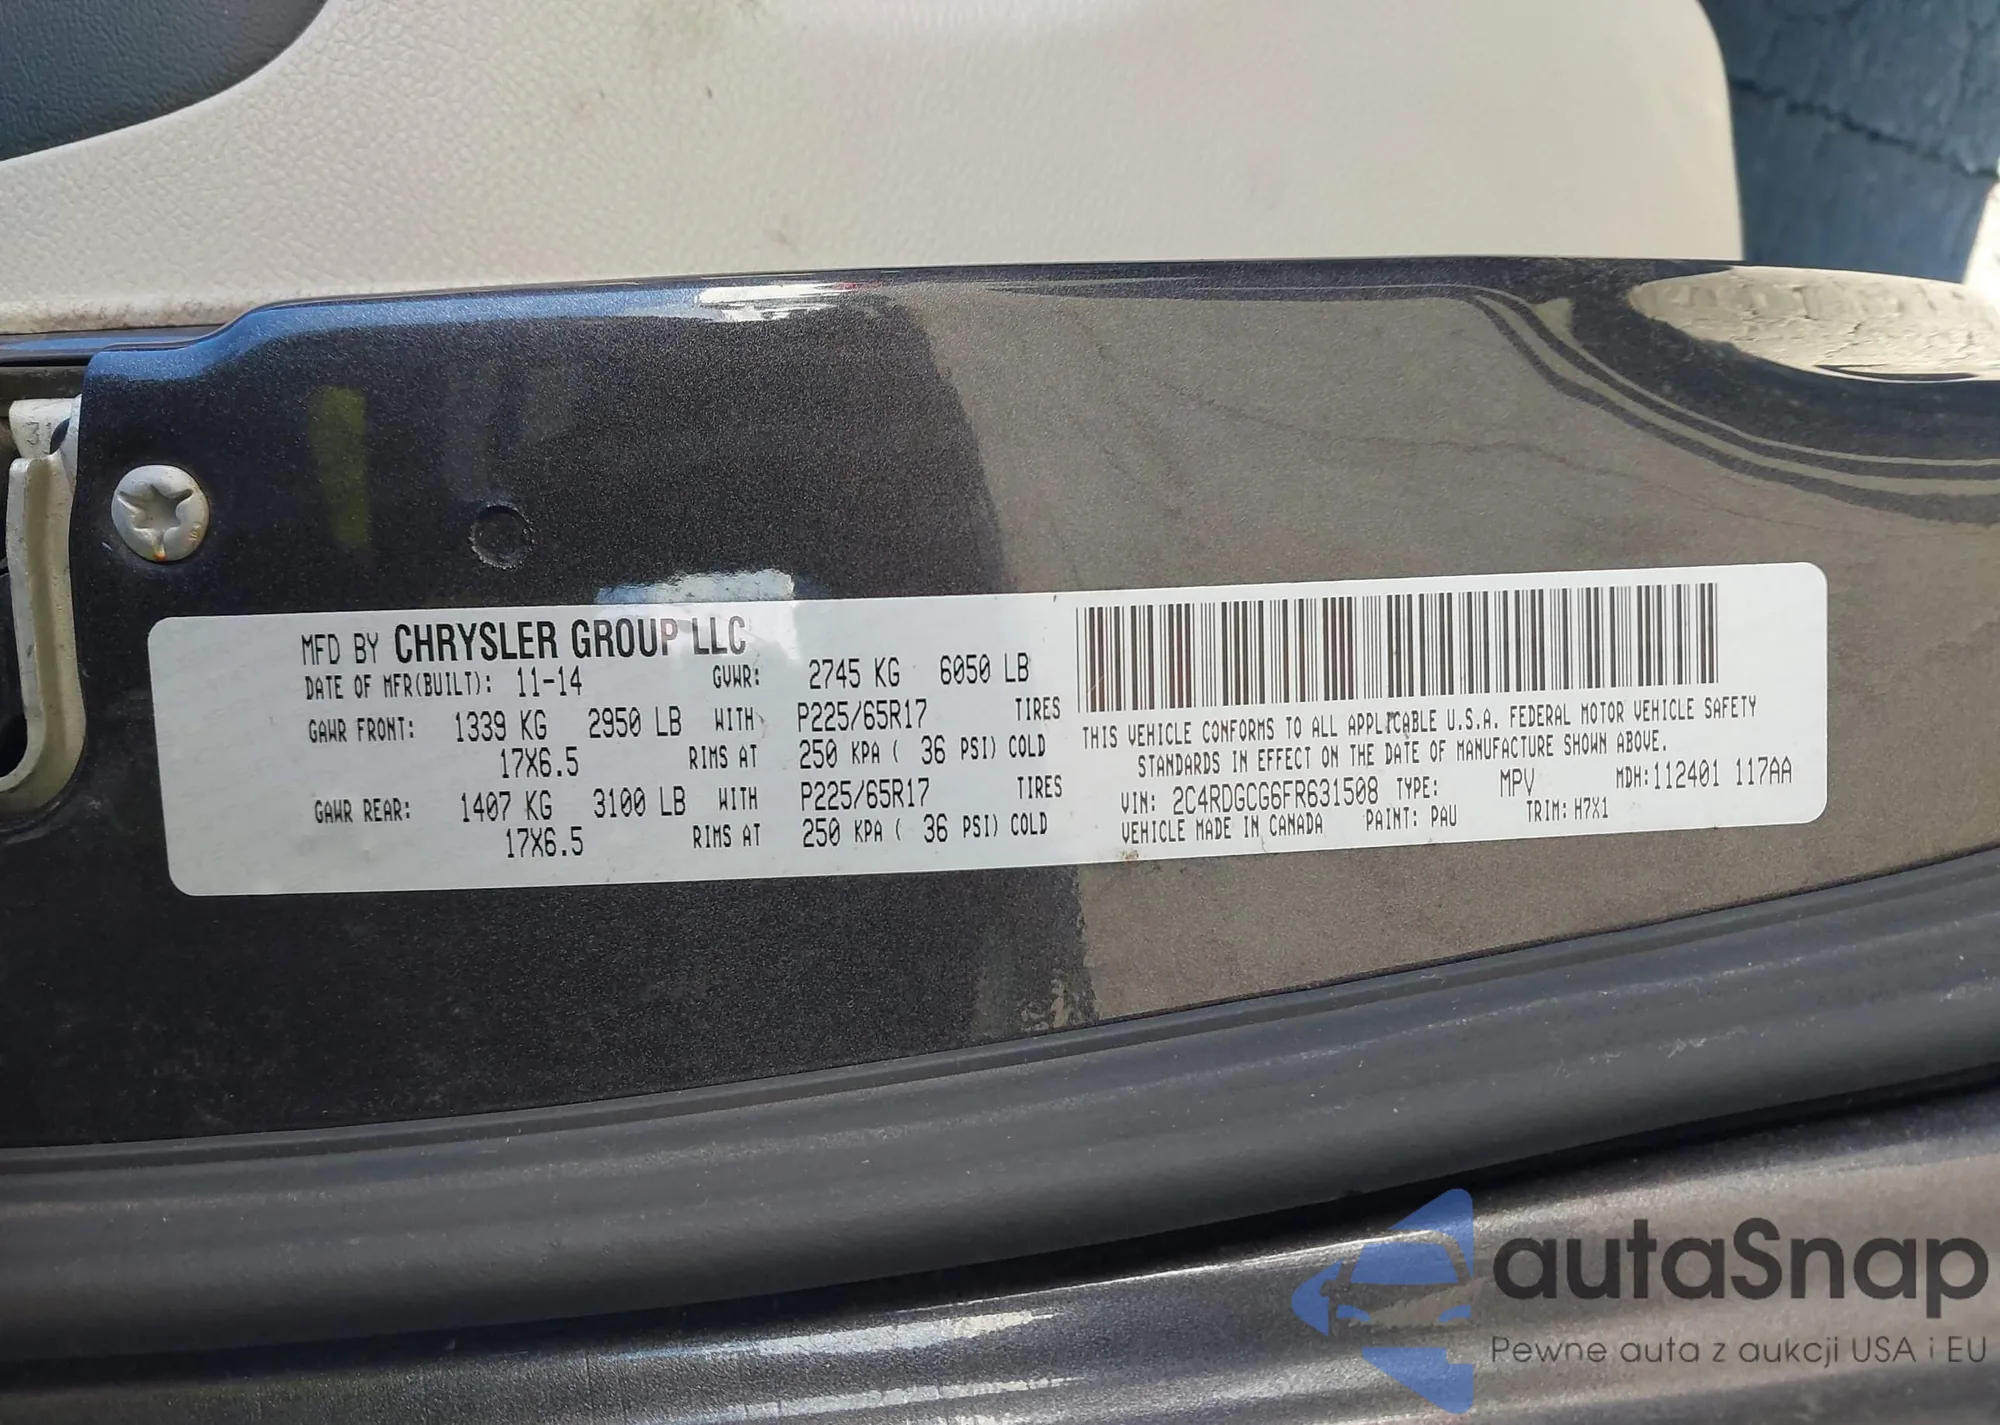 MFD BY CHRYSLER GROUP LLC
DATE OF MFR(BUILT): 11-14 GVWR: 2745 KG 6050 LB
GAWR FRONT: 1339 KG 2950 LB WITH P225/65R17 TIRES
17X6.5 RIMS AT 250 KPA ( 36 PSI) COLD
GAWR REAR: 1407 KG 3100 LB WITH P225/65R17 TIRES
17X6.5 RIMS AT 250 KPA ( 36 PSI) COLD
THIS VEHICLE CONFORMS TO ALL APPLICABLE U.S.A. FEDERAL MOTOR VEHICLE SAFETY
STANDARDS IN EFFECT ON THE DATE OF MANUFACTURE SHOWN ABOVE.
VIN: 2C4RDGCG6FR631508 TYPE: MPV MDH:112401 117AA
VEHICLE MADE IN CANADA PAINT: PAU TRIM: H7X1
autaSnap
Pewne auta z aukcji USA i EU